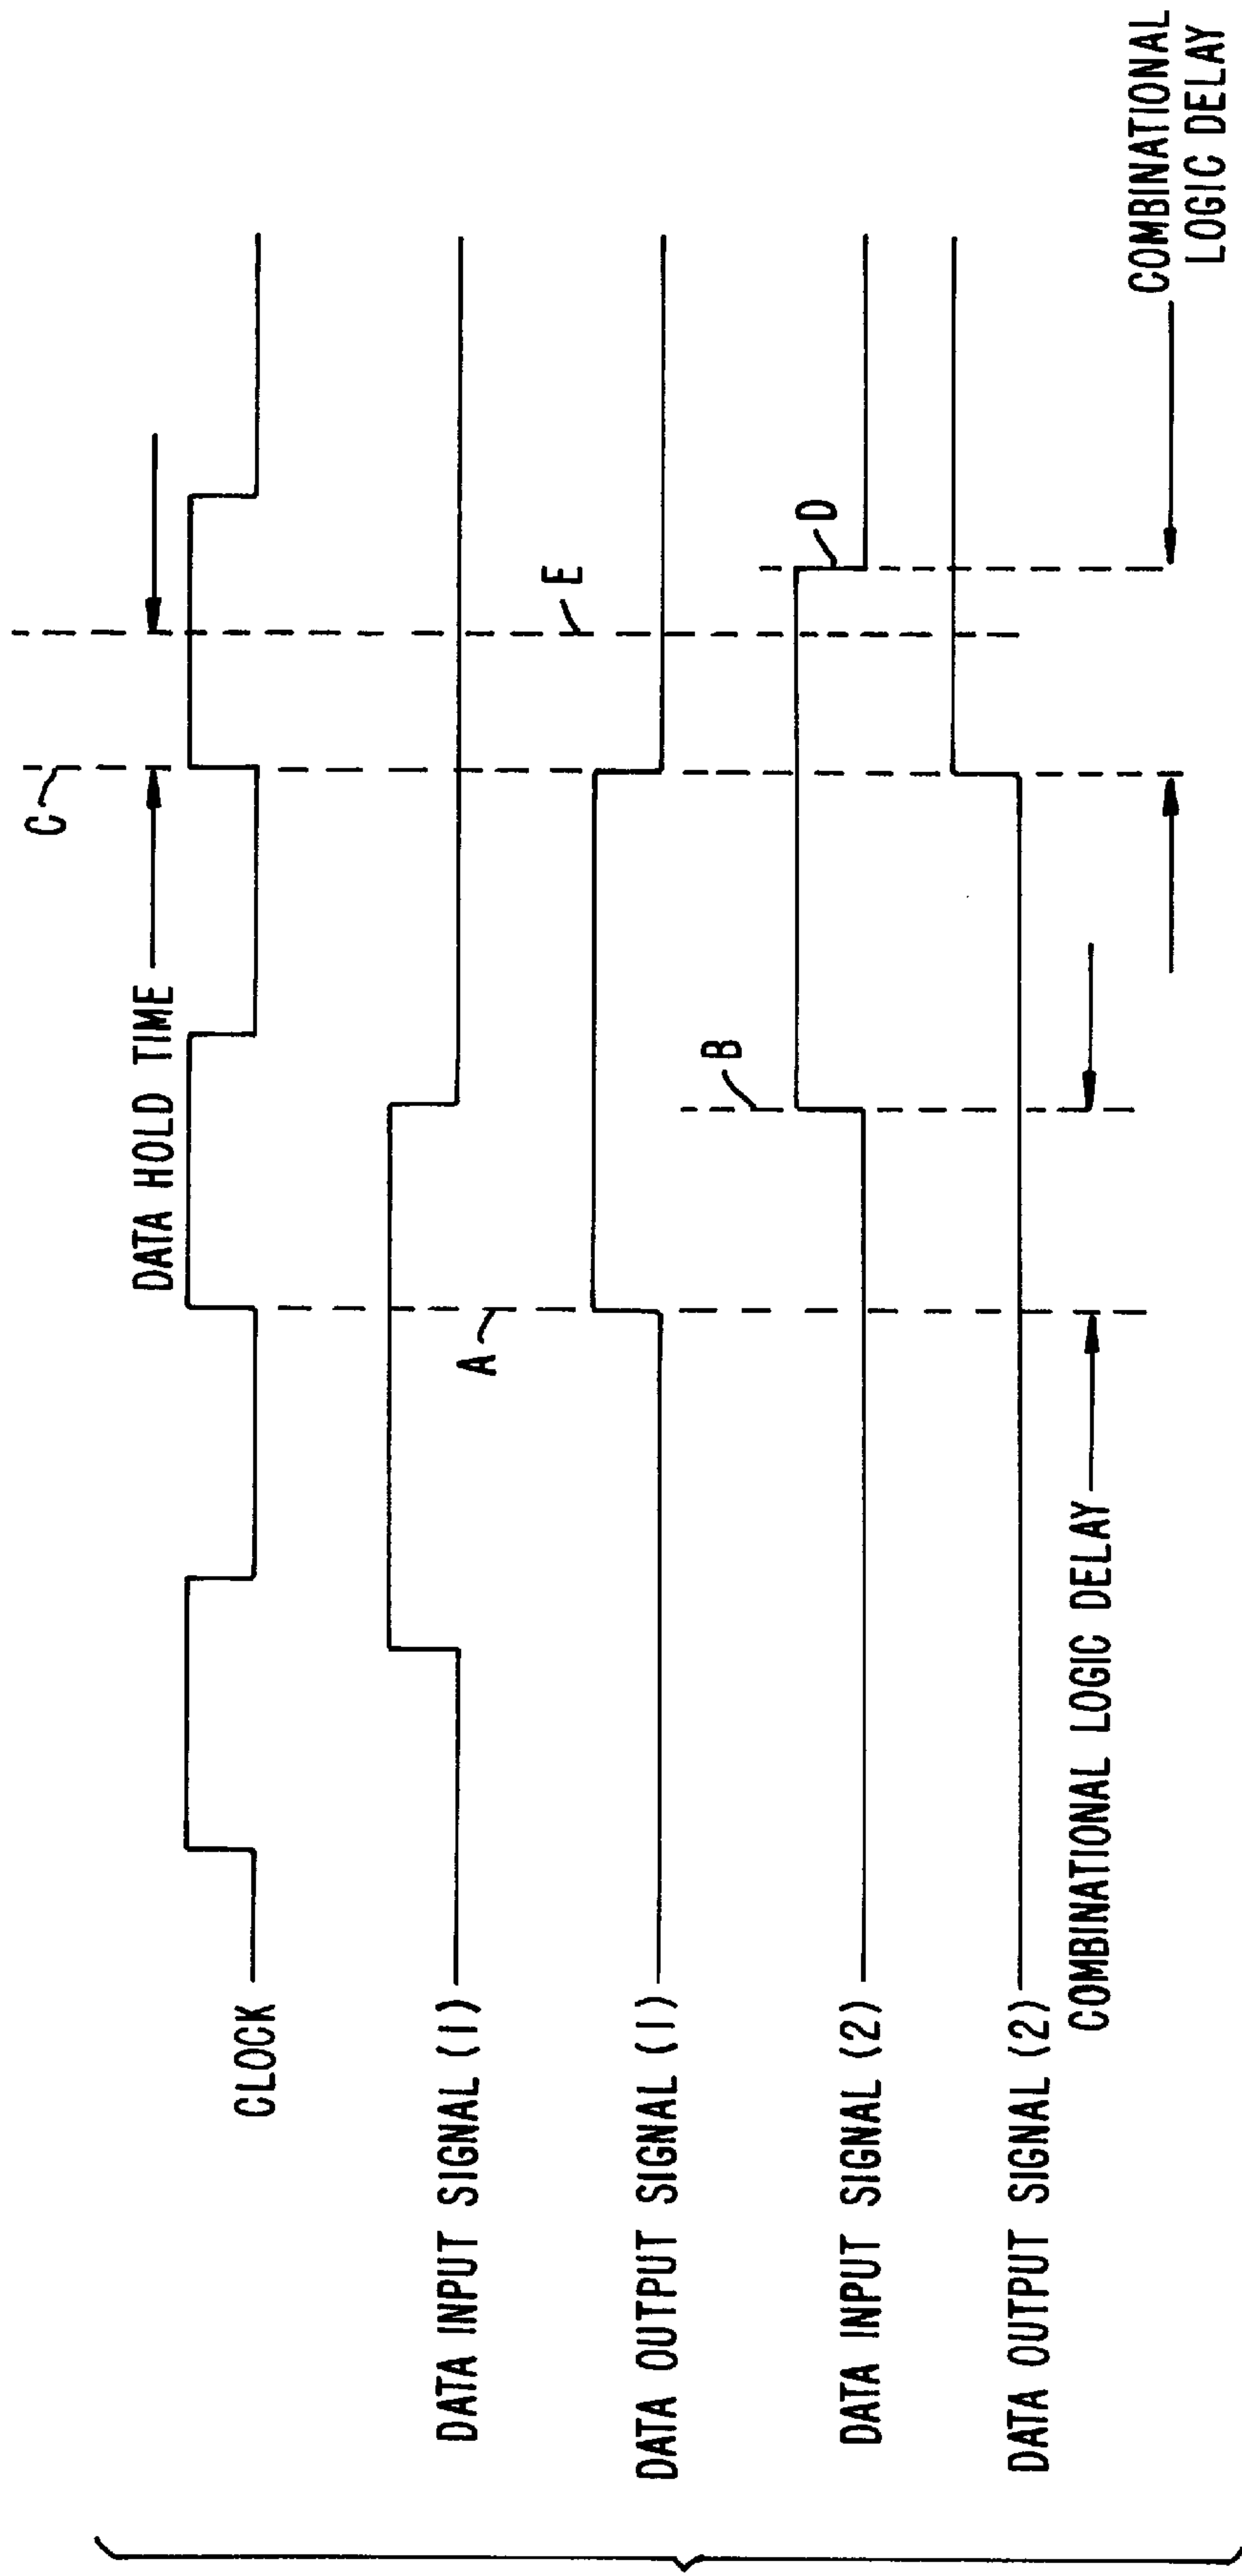 C
DATA HOLD TIME
CLOCK
DATA INPUT SIGNAL (1)
A
E
DATA OUTPUT SIGNAL (1)
B
D
DATA INPUT SIGNAL (2)
DATA OUTPUT SIGNAL (2)
COMBINATIONAL LOGIC DELAY
COMBINATIONAL
LOGIC DELAY